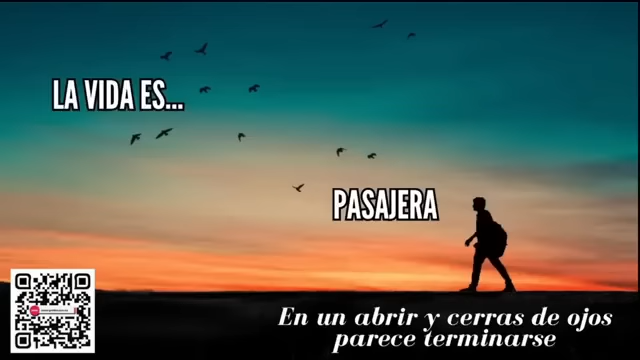 LA VIDA ES...
PASAJERA
En un abrir y cerras de ojos
parece terminarse